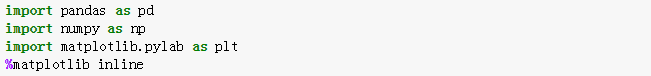 import pandas as pd
import numpy as np
import matplotlib.pylab as plt
%matplotlib inline